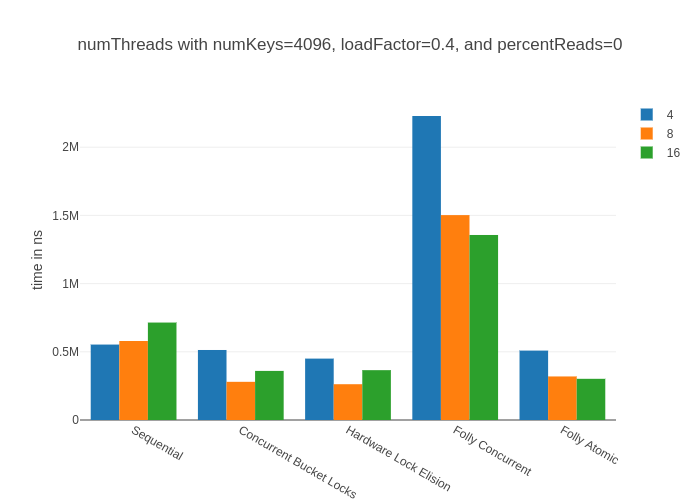 numThreads with numKeys=4096, loadFactor=0.4, and percentReads=0
4
8
16
2M
1.5M
1M
0.5M
0
time in ns
Sequential
Concurrent Bucket Locks
Hardware Lock Elision
Folly Concurrent
Folly Atomic